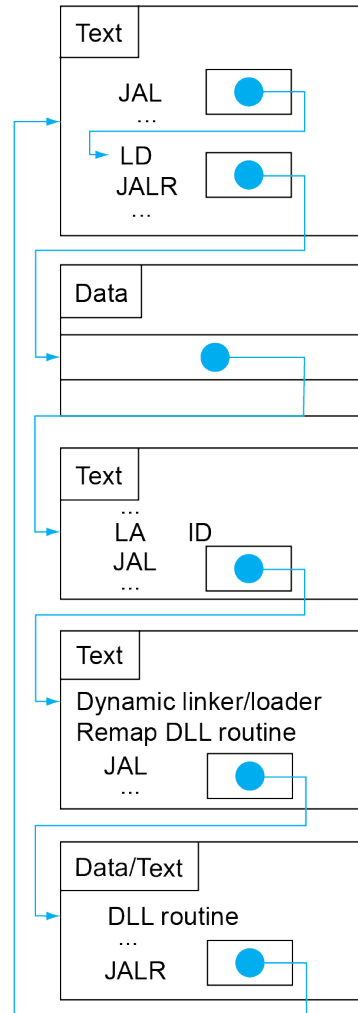 Text
JAL
...
LD
JALR
...
Data
Text
...
LA ID
JAL
...
Text
Dynamic linker/loader
Remap DLL routine
JAL
...
Data/Text
DLL routine
...
JALR